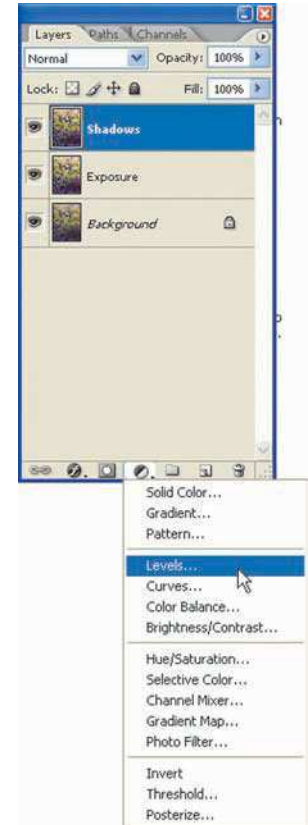 Layers Paths Channels
Normal Opacity: 100%
Lock: Fill: 100%
Shadows
Exposure
Background
Solid Color...
Gradient...
Pattern...
Levels...
Curves...
Color Balance...
Brightness/Contrast...
Hue/Saturation...
Selective Color...
Channel Mixer...
Gradient Map...
Photo Filter...
Invert
Threshold...
Posterize...